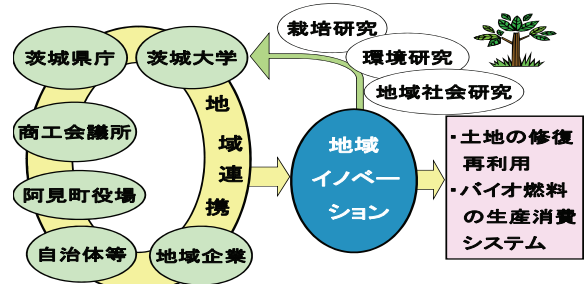 茨城県庁
茨城大学
商工会議所
阿見町役場
自治体等
地域企業
地域連携
栽培研究
環境研究
地域社会研究
地域
イノベー
ション
・土地の修復
再利用
・バイオ燃料
の生産消費
システム